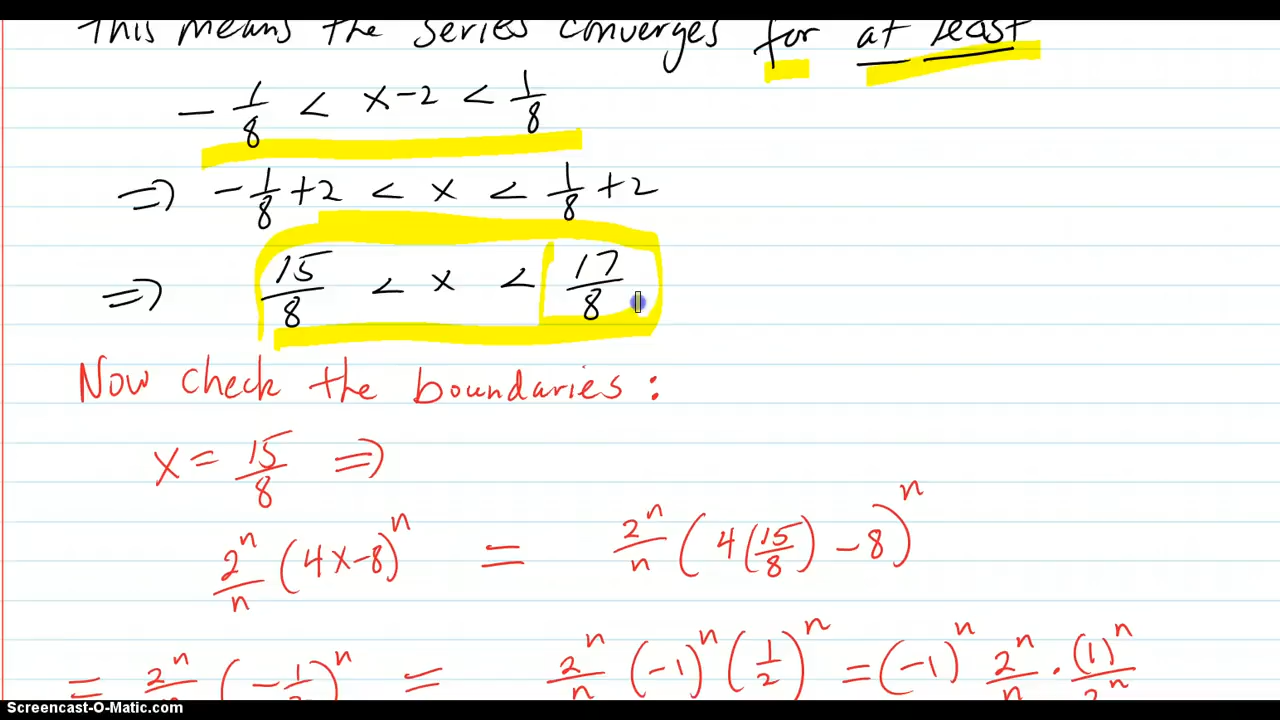 This means the series converges for at least
-1/8 < x-2 < 1/8
⇒ -1/8+2 < x < 1/8+2
⇒ 15/8 < x < 17/8
Now check the boundaries:
x = 15/8 ⇒
2^n/n (4x-8)^n = 2^n/n (4(15/8)-8)^n
= 2^n/n (-1/2)^n = 2^n/n (-1)^n (1/2)^n = (-1)^n 2^n/n · (1)^n/2^n
Screencast-O-Matic.com